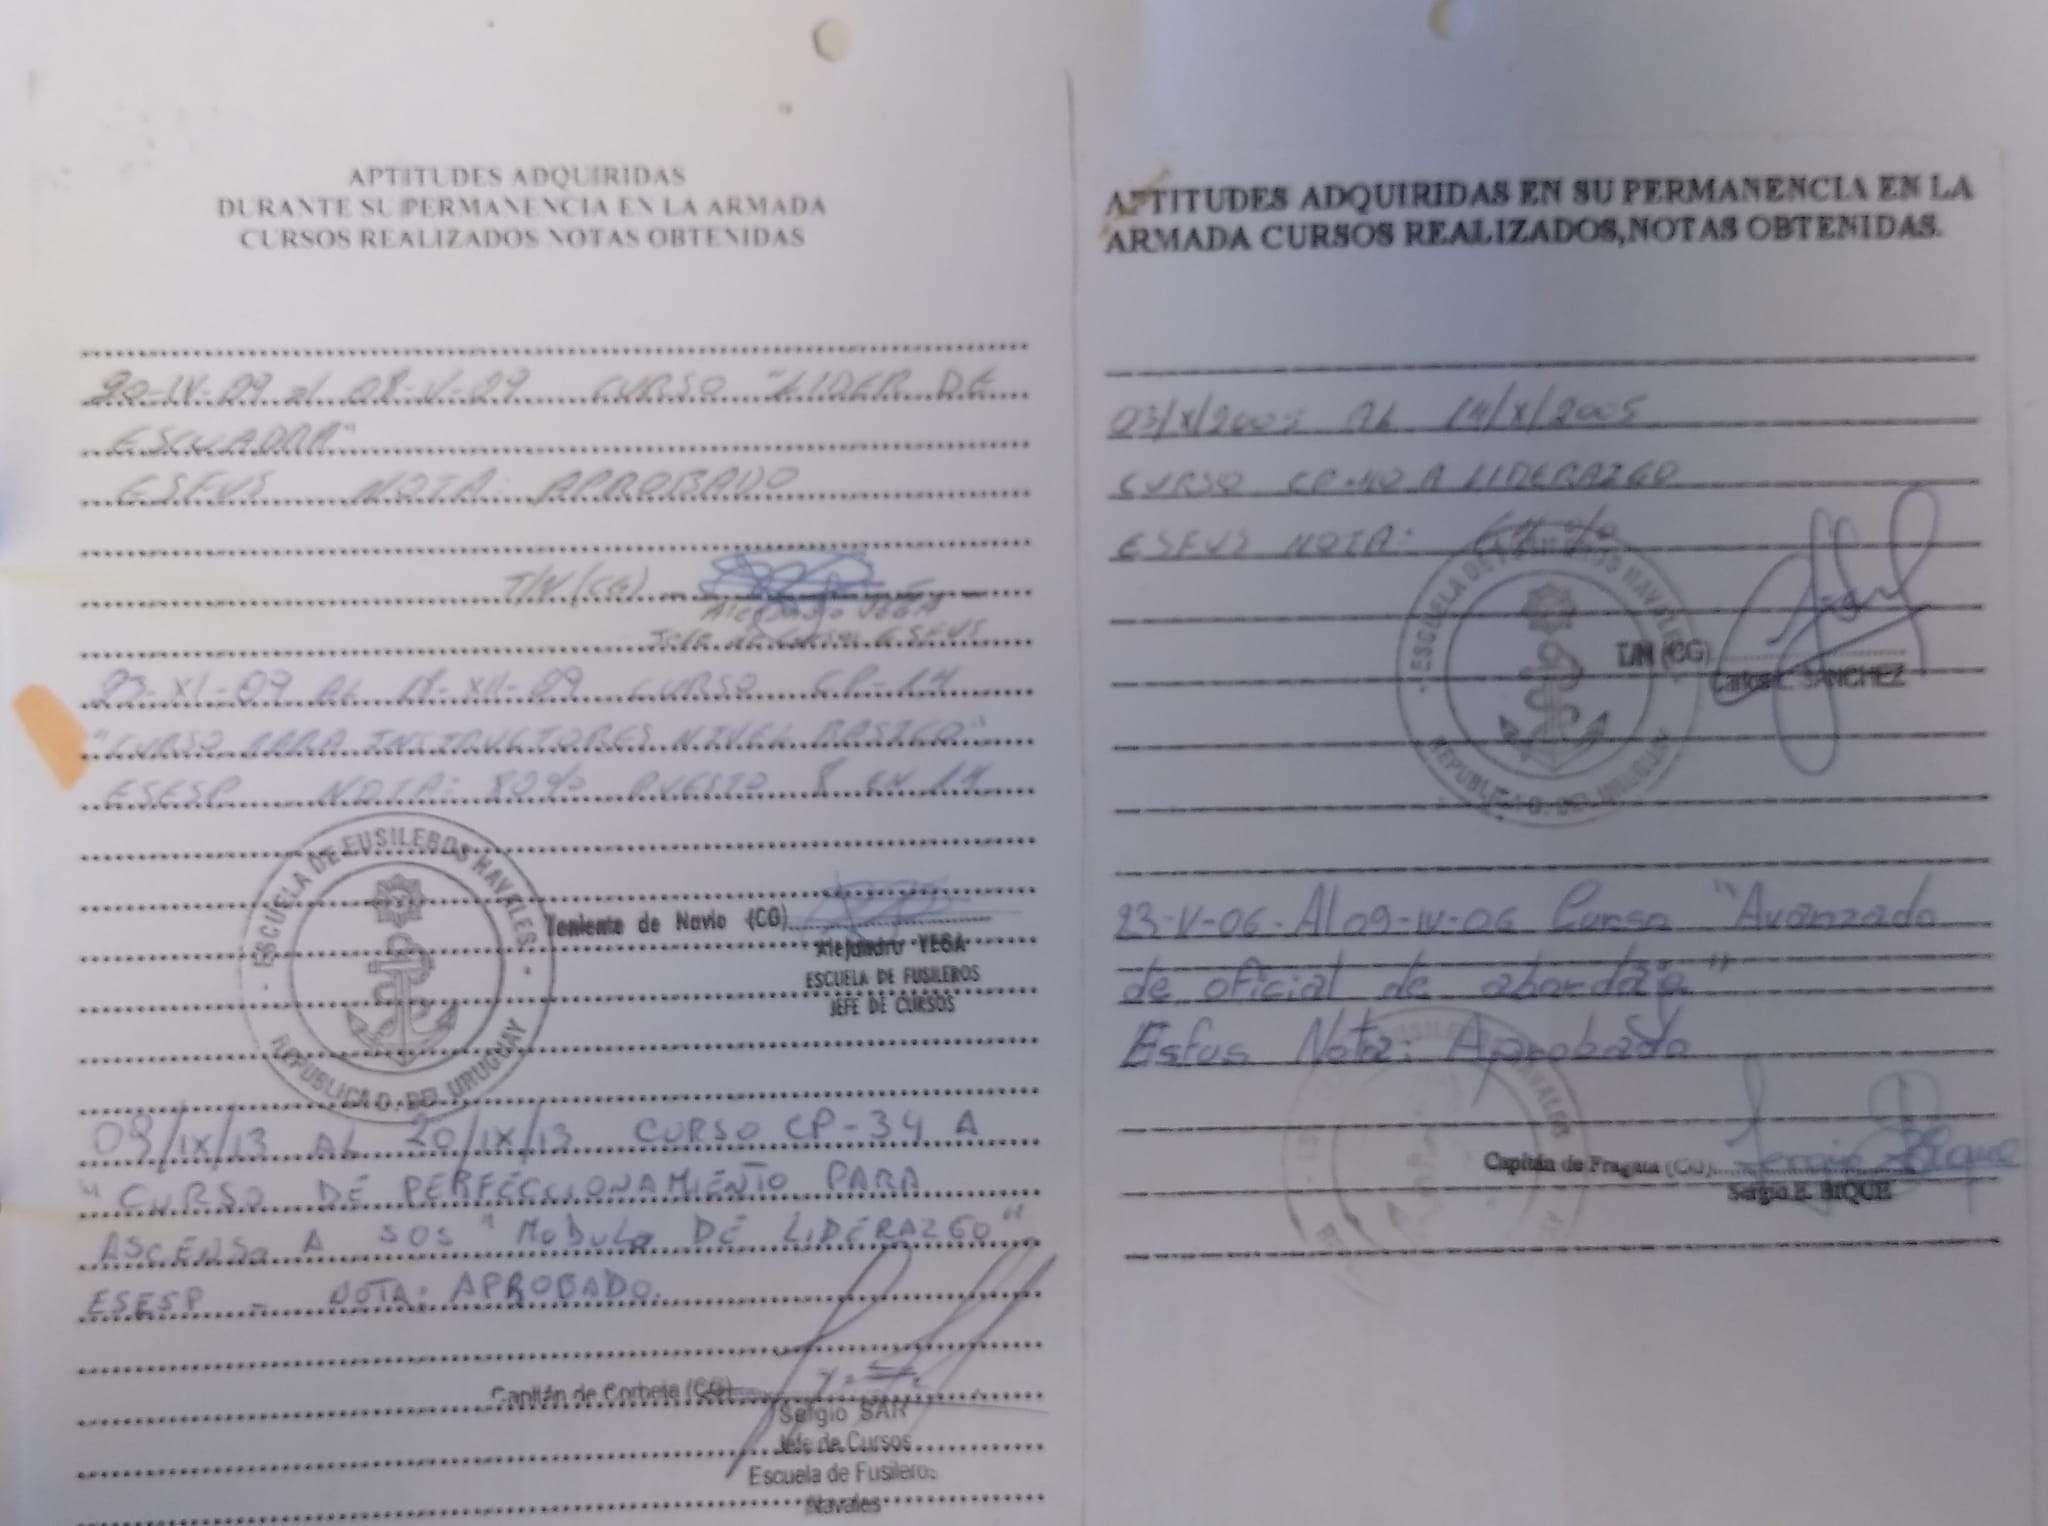 APTITUDES ADQUIRIDAS
DURANTE SU PERMANENCIA EN LA ARMADA
CURSOS REALIZADOS NOTAS OBTENIDAS
-IV-09 al 08-V-09 CURSO "LIDER DE
ESCUADRA"
ESFUS NOTA: APROBADO
T/N (CG)
Alejandro VEGA
Jefe de Cursos ESFUS
-XI-09 AL -XII-09 CURSO CP-14
"CURSO PARA INSTRUCTORES NIVEL BASICO"
ESESP NOTA: 82% PUESTO 8 EN 14
ESCUELA DE FUSILEROS NAVALES
REPUBLICA O. DEL URUGUAY
Teniente de Navio (CG)
Alejandro VEGA
ESCUELA DE FUSILEROS
JEFE DE CURSOS
09/IX/13 AL 20/IX/13 CURSO CP-34 A
"CURSO DE PERFECCIONAMIENTO PARA
ASCENSO A SOS "MODULO DE LIDERAZGO"
ESESP - NOTA: APROBADO.
Capitán de Corbeta (CG)
Sergio SAR
Jefe de Cursos
Escuela de Fusileros
Navales
APTITUDES ADQUIRIDAS EN SU PERMANENCIA EN LA
ARMADA CURSOS REALIZADOS,NOTAS OBTENIDAS.
03/X/2005 AL 14/X/2005
CURSO A LIDERAZGO
ESFUS NOTA:
ESCUELA DE FUSILEROS NAVALES
REPUBLICA O. DEL URUGUAY
T/N (CG)
Carlos SANCHEZ
23-V-06. Al 09-IV-06 Curso "Avanzado
de oficial de abordaje"
Esfus Nota: Aprobado
Capitán de Fragata (CG)
Sergio E. BIQUE